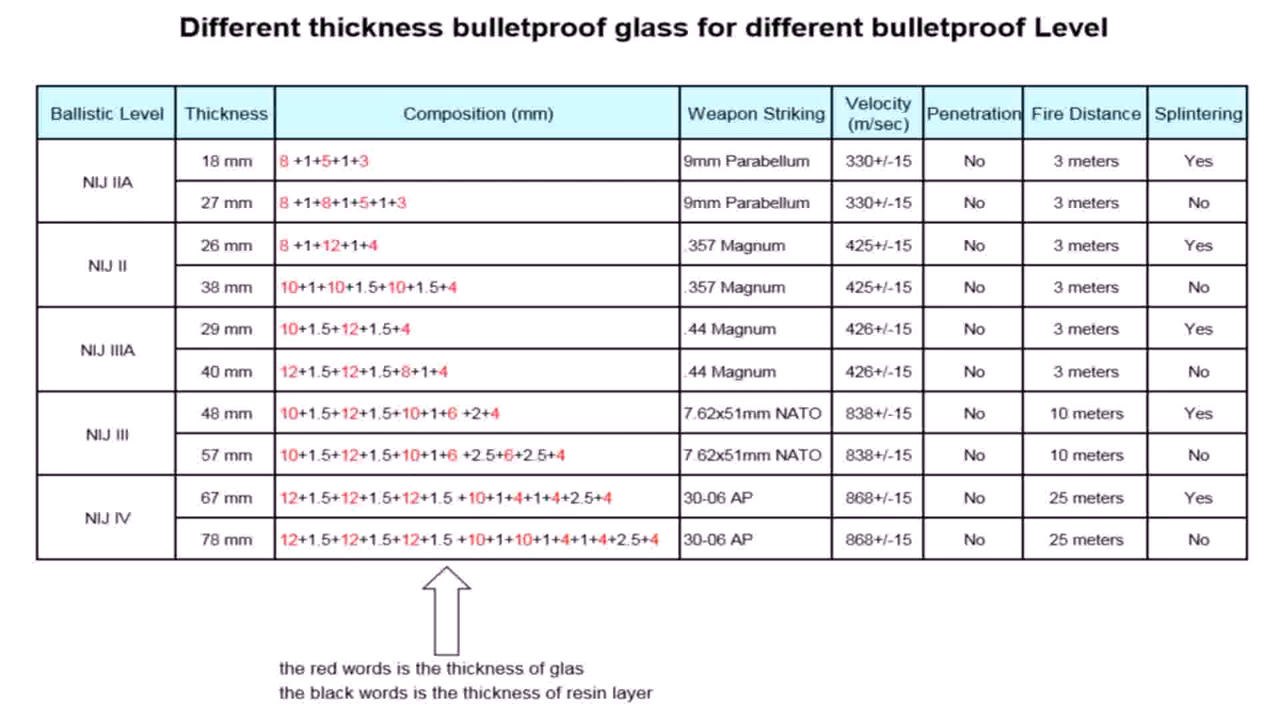 Different thickness bulletproof glass for different bulletproof Level
Ballistic Level Thickness Composition (mm) Weapon Striking Velocity (m/sec) Penetration Fire Distance Splintering
NIJ IIA
18 mm 8 +1+5+1+3 9mm Parabellum 330+/-15 No 3 meters Yes
27 mm 8 +1+8+1+5+1+3 9mm Parabellum 330+/-15 No 3 meters No
NIJ II
26 mm 8 +1+12+1+4 .357 Magnum 425+/-15 No 3 meters Yes
38 mm 10+1+10+1.5+10+1.5+4 .357 Magnum 425+/-15 No 3 meters No
NIJ IIIA
29 mm 10+1.5+12+1.5+4 .44 Magnum 426+/-15 No 3 meters Yes
40 mm 12+1.5+12+1.5+8+1+4 .44 Magnum 426+/-15 No 3 meters No
NIJ III
48 mm 10+1.5+12+1.5+10+1+6 +2+4 7.62x51mm NATO 838+/-15 No 10 meters Yes
57 mm 10+1.5+12+1.5+10+1+6 +2.5+6+2.5+4 7.62x51mm NATO 838+/-15 No 10 meters No
NIJ IV
67 mm 12+1.5+12+1.5+12+1.5 +10+1+4+1+4+2.5+4 30-06 AP 868+/-15 No 25 meters Yes
78 mm 12+1.5+12+1.5+12+1.5 +10+1+10+1+4+1+4+2.5+4 30-06 AP 868+/-15 No 25 meters No
the red words is the thickness of glas
the black words is the thickness of resin layer